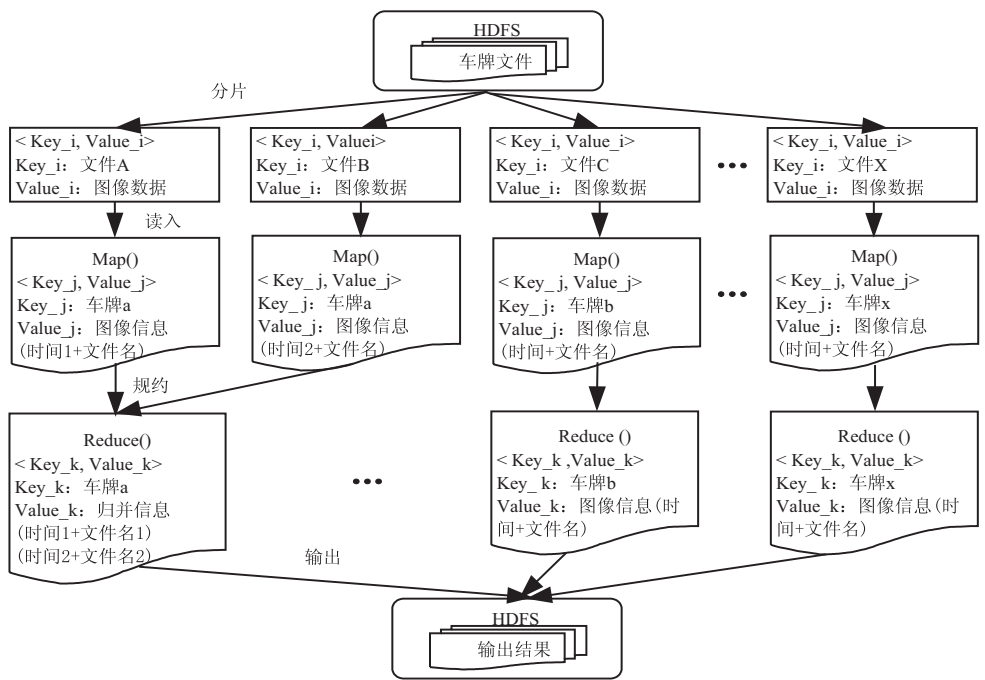 HDFS
车牌文件
分片
< Key_i, Value_i>
Key_i：文件A
Value_i：图像数据
< Key_i, Valuei>
Key_i：文件B
Value_i：图像数据
< Key_i, Value_i>
Key_i：文件C
Value_i：图像数据
...
< Key_i, Value_i>
Key_i：文件X
Value_i：图像数据
读入
Map()
< Key_j, Value_j>
Key_j：车牌a
Value_j：图像信息
(时间1+文件名)
Map()
< Key_j, Value_j>
Key_j：车牌a
Value_j：图像信息
(时间2+文件名)
Map()
< Key_j, Value_j>
Key_j：车牌b
Value_j：图像信息
(时间+文件名)
...
Map()
< Key_j, Value_j>
Key_j：车牌x
Value_j：图像信息
(时间+文件名)
规约
Reduce()
< Key_k, Value_k>
Key_k：车牌a
Value_k：归并信息
(时间1+文件名1)
(时间2+文件名2)
...
Reduce ()
< Key_k ,Value_k>
Key_k：车牌b
Value_k：图像信息(时
间+文件名)
Reduce ()
< Key_k, Value_k>
Key_k：车牌x
Value_k：图像信息(时
间+文件名)
输出
HDFS
输出结果